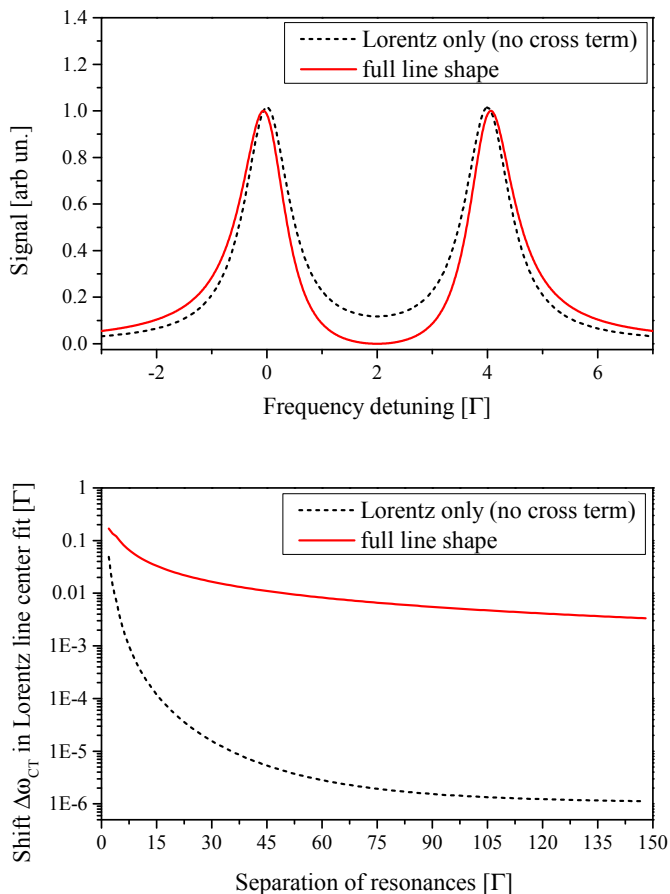 1.4
1.2
1.0
0.8
0.6
0.4
0.2
0.0
Signal [arb un.]
Lorentz only (no cross term)
full line shape
-2 0 2 4 6
Frequency detuning [Γ]
1
0.1
0.01
1E-3
1E-4
1E-5
1E-6
Shift Δω_CT in Lorentz line center fit [Γ]
Lorentz only (no cross term)
full line shape
0 15 30 45 60 75 90 105 120 135 150
Separation of resonances [Γ]